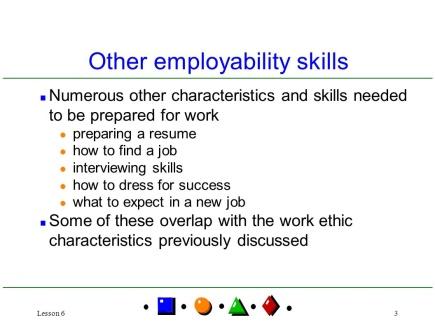 Other employability skills
Numerous other characteristics and skills needed
to be prepared for work
preparing a resume
how to find a job
interviewing skills
how to dress for success
what to expect in a new job
Some of these overlap with the work ethic
characteristics previously discussed
Lesson 6
3